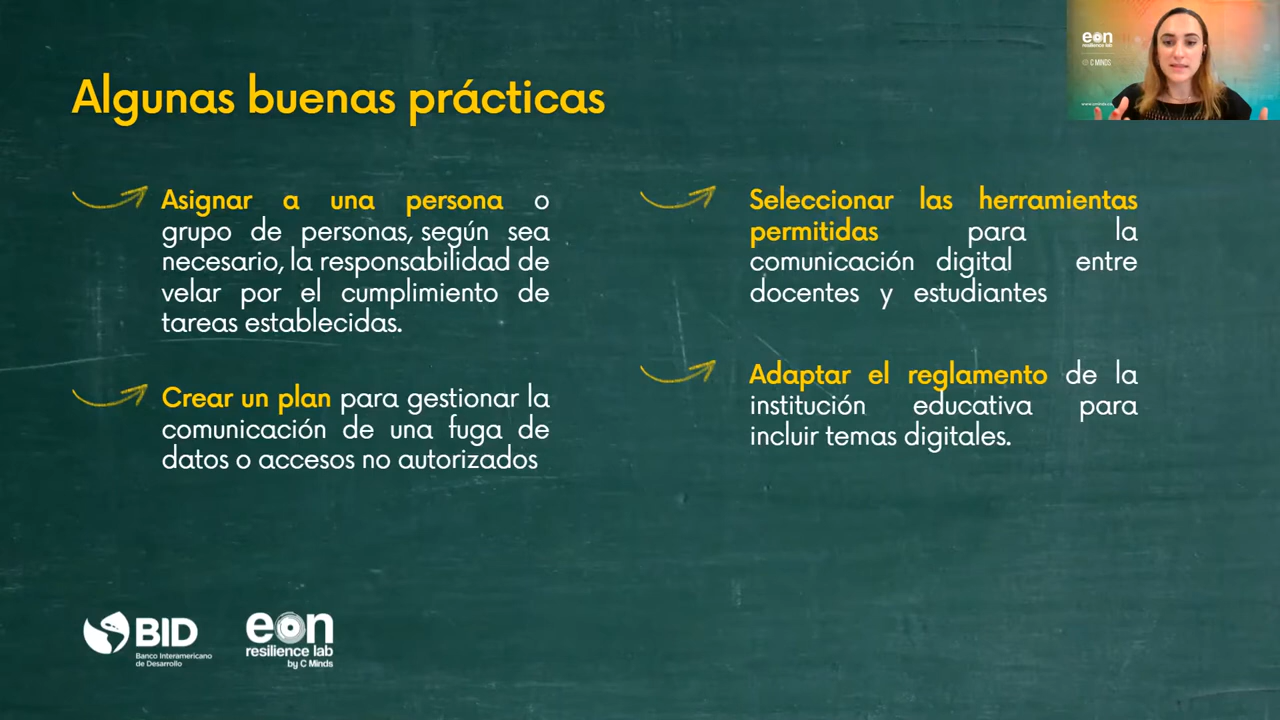 Algunas buenas prácticas
Asignar a una persona o
grupo de personas, según sea
necesario, la responsabilidad de
velar por el cumplimiento de
tareas establecidas.
Crear un plan para gestionar la
comunicación de una fuga de
datos o accesos no autorizados
Seleccionar las herramientas
permitidas para la
comunicación digital entre
docentes y estudiantes
Adaptar el reglamento de la
institución educativa para
incluir temas digitales.
BID
Banco Interamericano
de Desarrollo
eon
resilience lab
by C Minds
eon
resilience lab
C MINDS